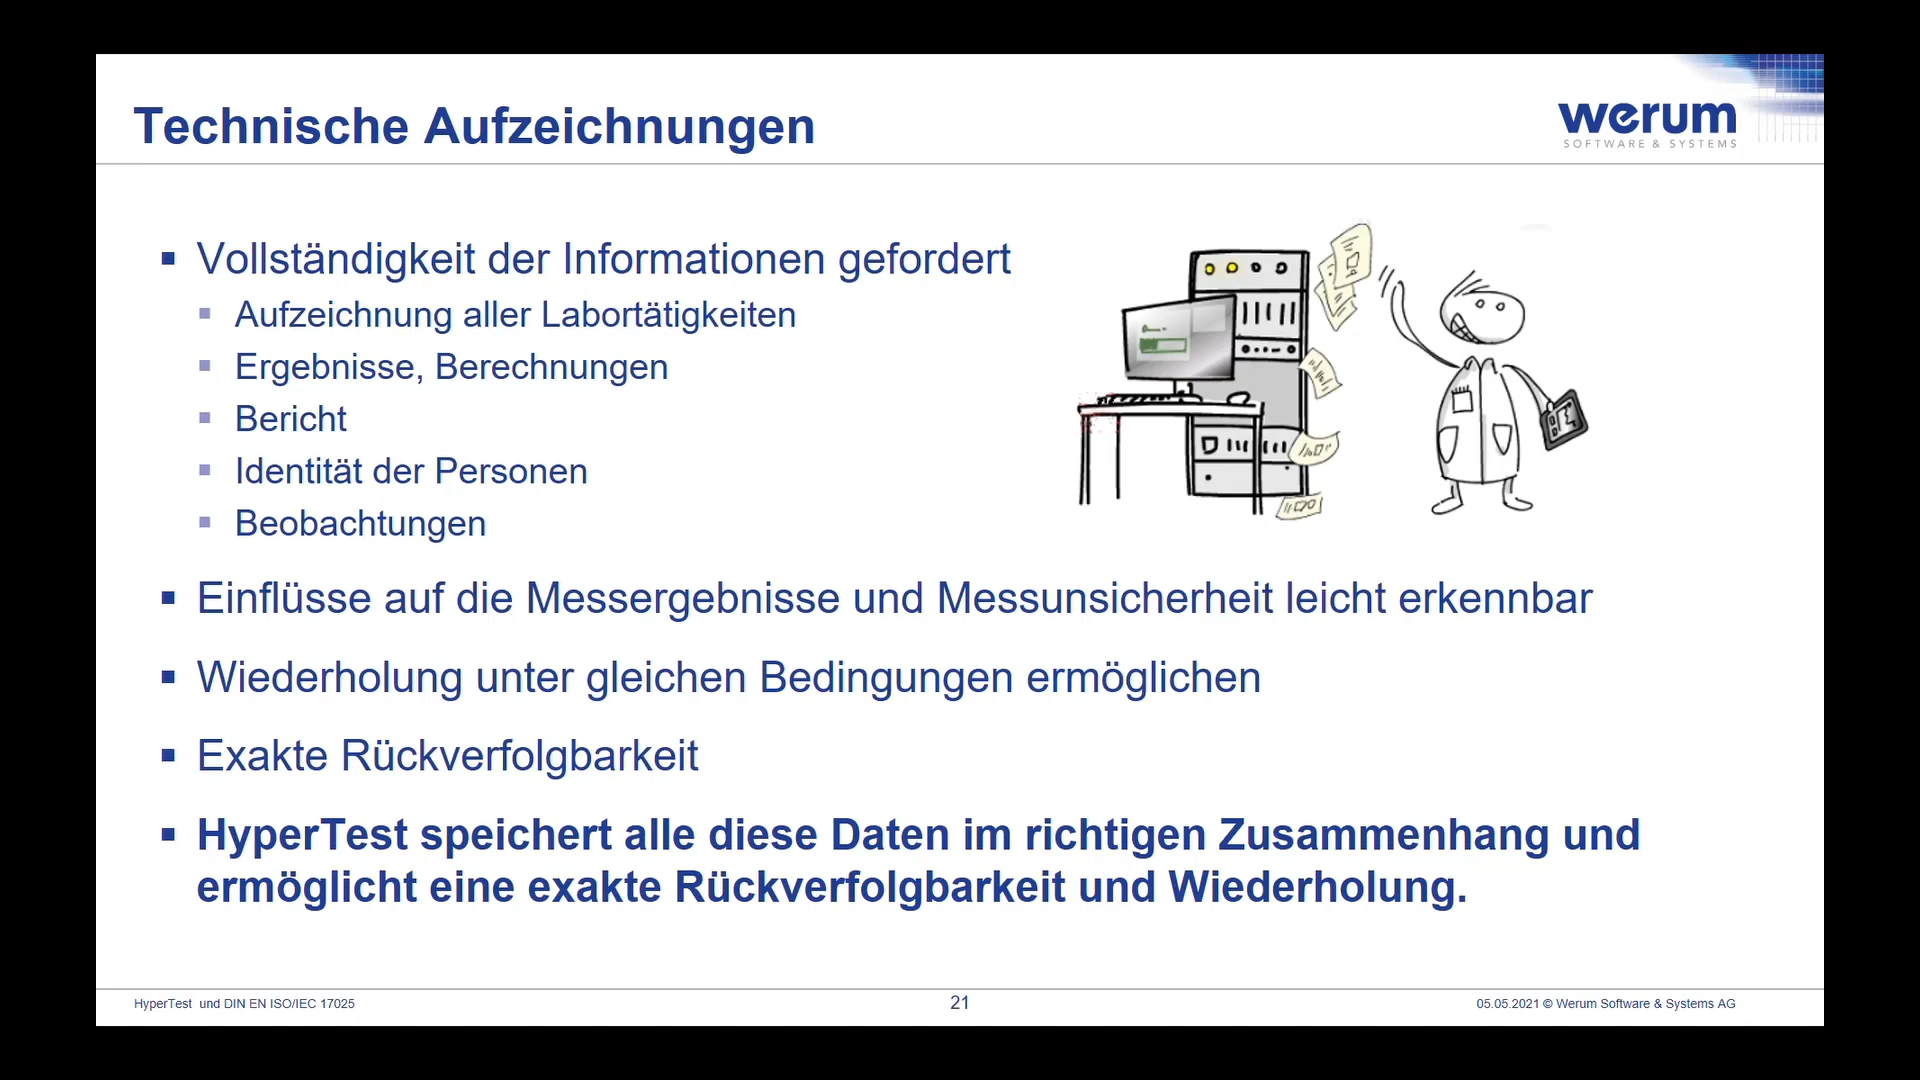 Technische Aufzeichnungen
werum
SOFTWARE & SYSTEMS
Vollständigkeit der Informationen gefordert
Aufzeichnung aller Labortätigkeiten
Ergebnisse, Berechnungen
Bericht
Identität der Personen
Beobachtungen
Einflüsse auf die Messergebnisse und Messunsicherheit leicht erkennbar
Wiederholung unter gleichen Bedingungen ermöglichen
Exakte Rückverfolgbarkeit
HyperTest speichert alle diese Daten im richtigen Zusammenhang und
ermöglicht eine exakte Rückverfolgbarkeit und Wiederholung.
HyperTest und DIN EN ISO/IEC 17025
21
05.05.2021 © Werum Software & Systems AG